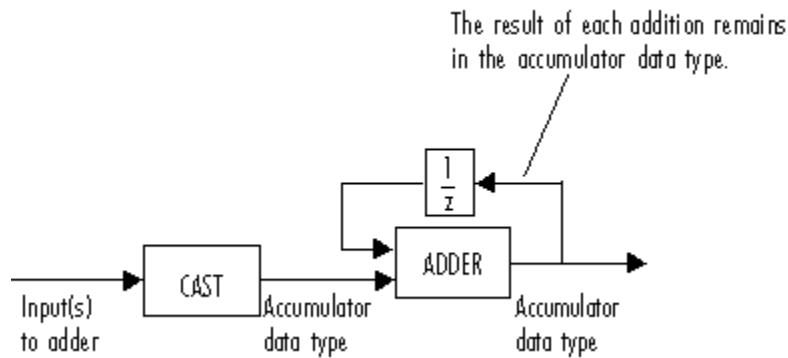 The result of each addition remains
in the accumulator data type.
1
z
CAST
ADDER
Input(s)
to adder
Accumulator
data type
Accumulator
data type